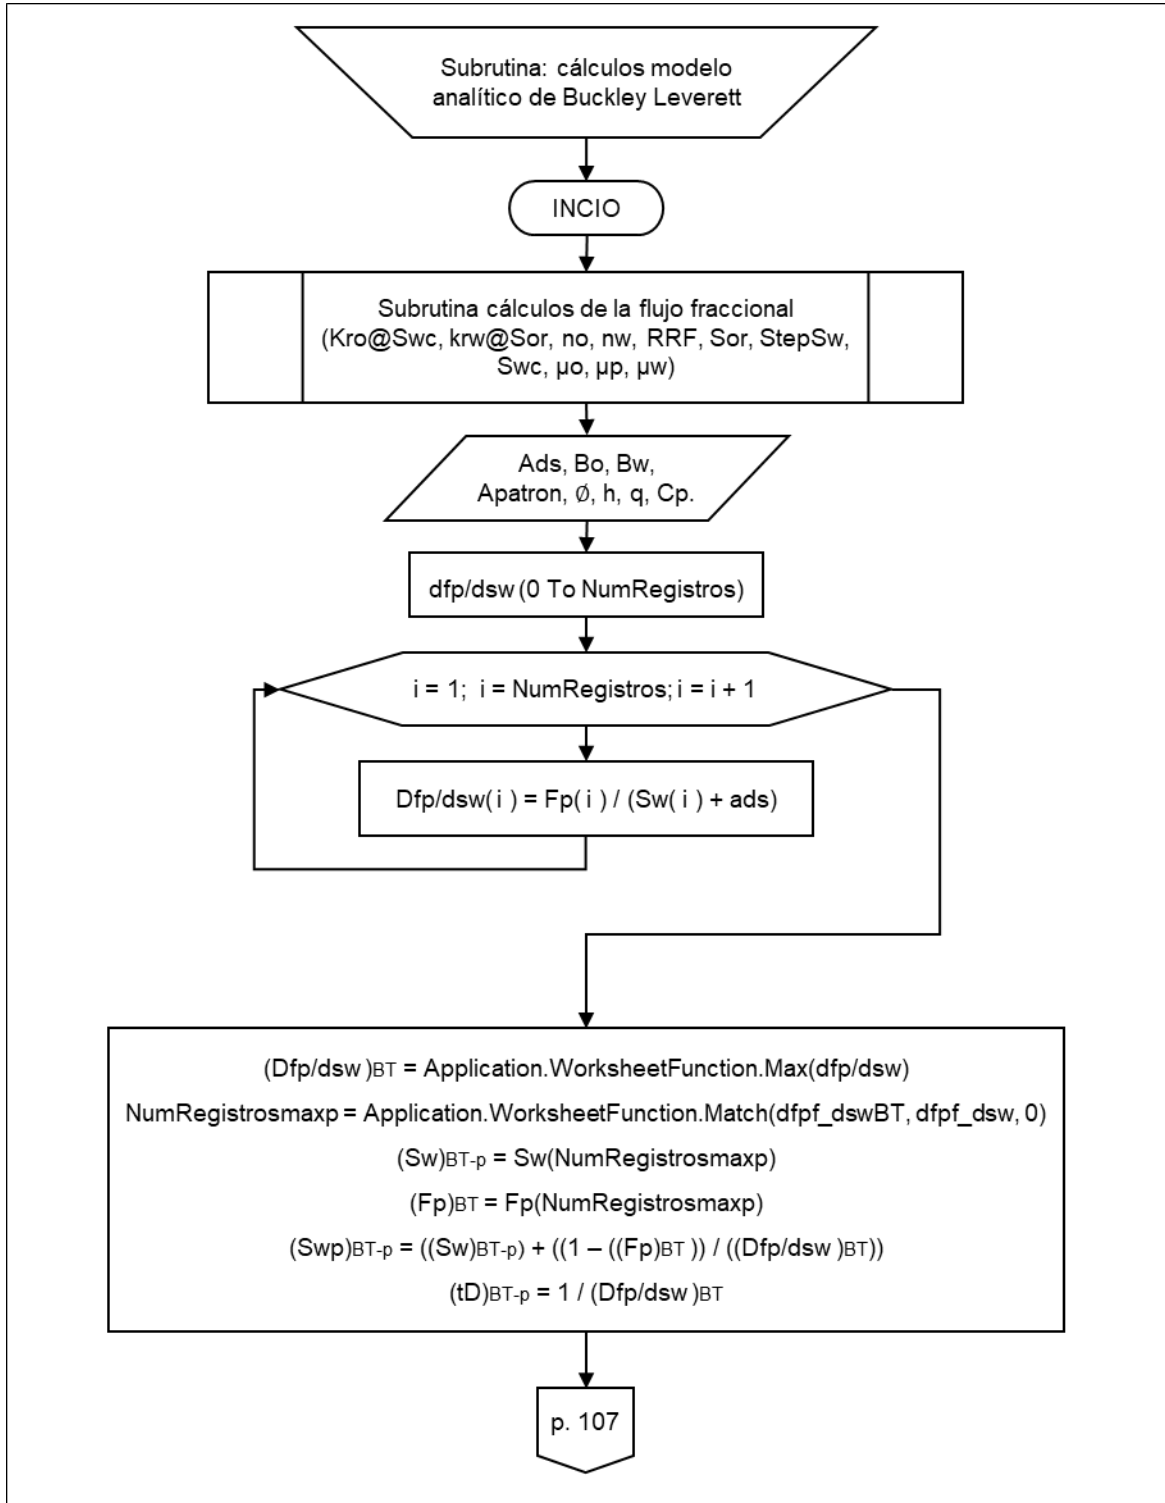 Subrutina: cálculos modelo
analítico de Buckley Leverett
INCIO
Subrutina cálculos de la flujo fraccional
(Kro@Swc, krw@Sor, no, nw, RRF, Sor, StepSw,
Swc, µo, µp, µw)
Ads, Bo, Bw,
Apatron, Ø, h, q, Cp.
dfp/dsw (0 To NumRegistros)
i = 1; i = NumRegistros; i = i + 1
Dfp/dsw( i ) = Fp( i ) / (Sw( i ) + ads)
(Dfp/dsw )BT = Application.WorksheetFunction.Max(dfp/dsw)
NumRegistrosmaxp = Application.WorksheetFunction.Match(dfpf_dswBT, dfpf_dsw, 0)
(Sw)BT-p = Sw(NumRegistrosmaxp)
(Fp)BT = Fp(NumRegistrosmaxp)
(Swp)BT-p = ((Sw)BT-p) + ((1 – ((Fp)BT )) / ((Dfp/dsw )BT))
(tD)BT-p = 1 / (Dfp/dsw )BT
p. 107